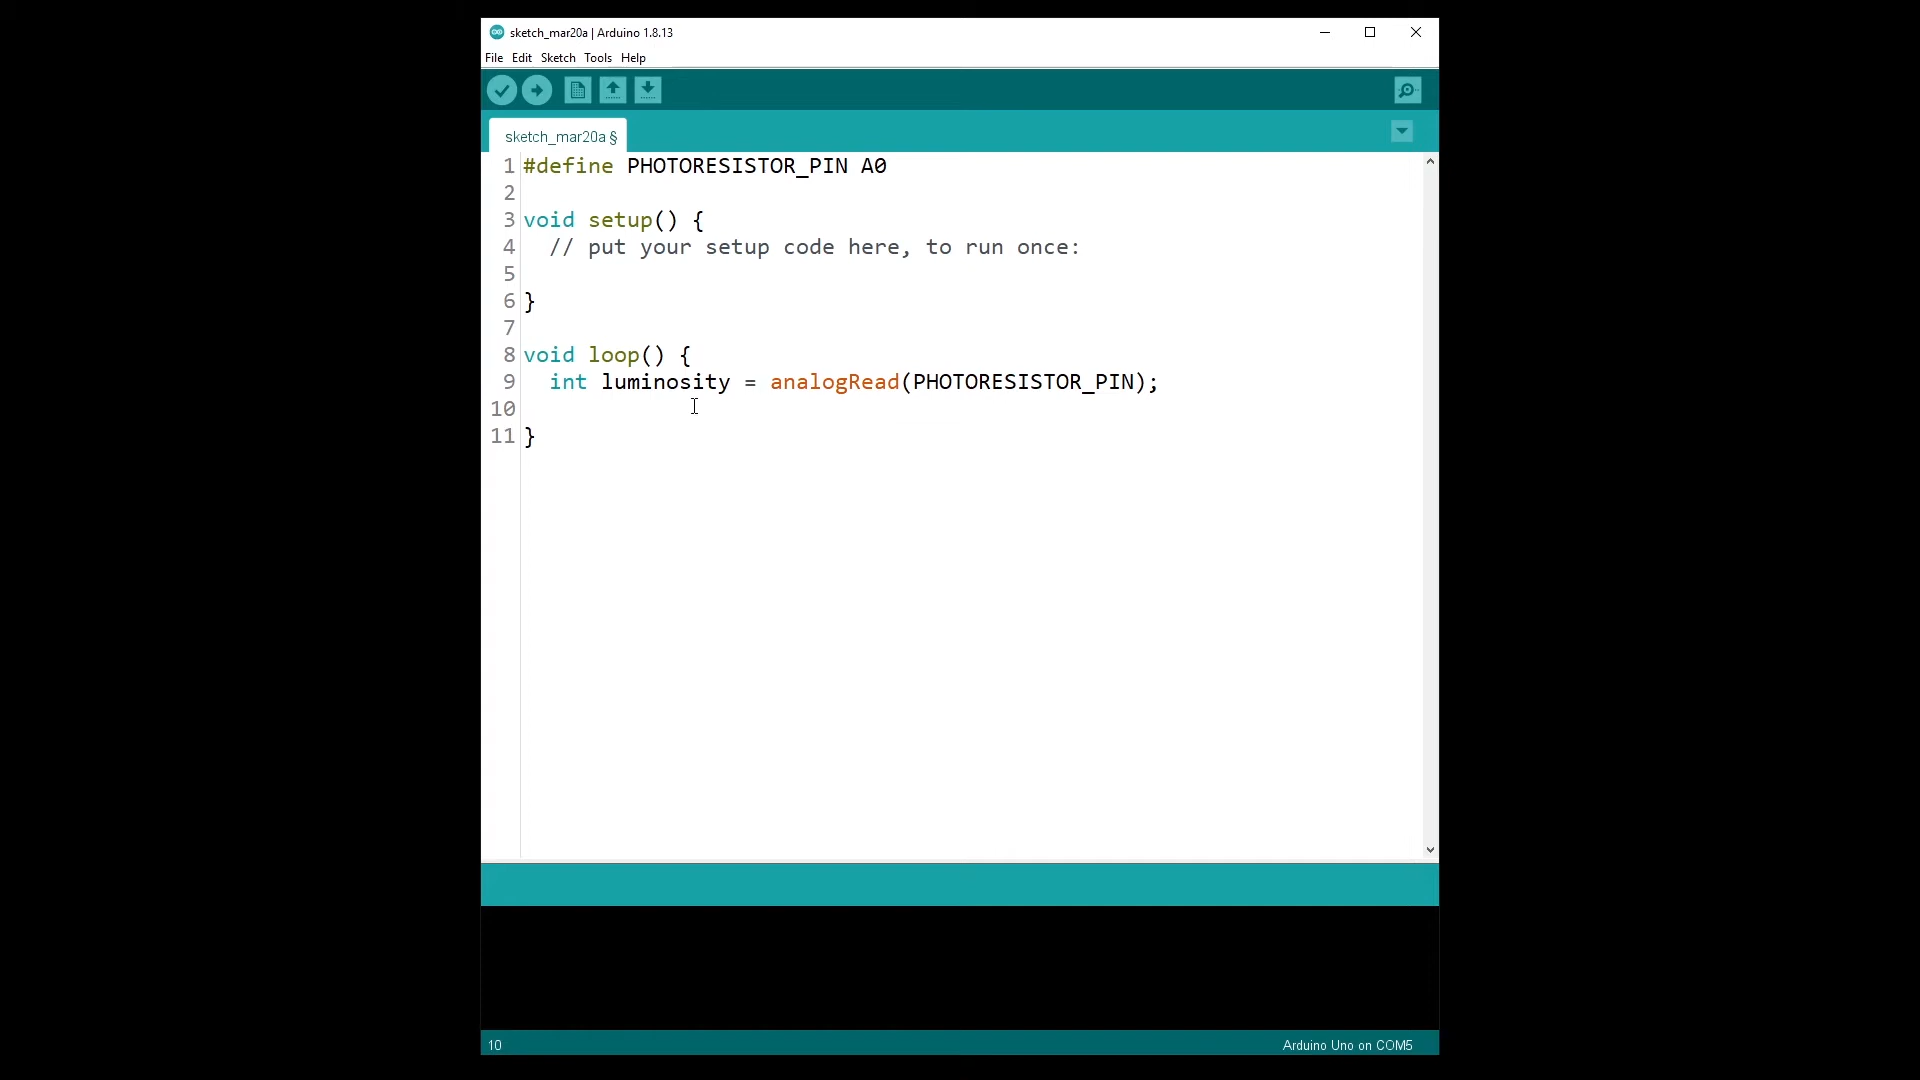 sketch_mar20a | Arduino 1.8.13
File Edit Sketch Tools Help
sketch_mar20a §
1 #define PHOTORESISTOR_PIN A0
2
3 void setup() {
4   // put your setup code here, to run once:
5
6 }
7
8 void loop() {
9   int luminosity = analogRead(PHOTORESISTOR_PIN);
10
11 }
10 Arduino Uno on COM5